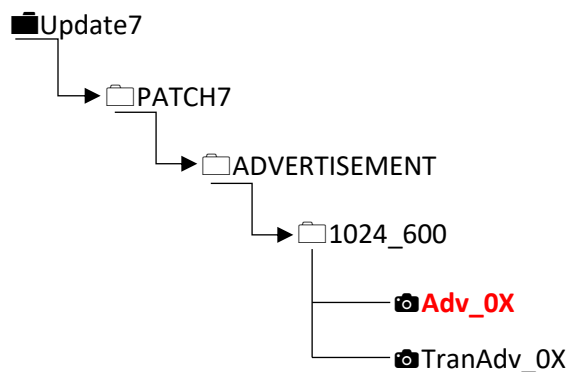 Update7
PATCH7
ADVERTISEMENT
1024_600
Adv_0X
TranAdv_0X